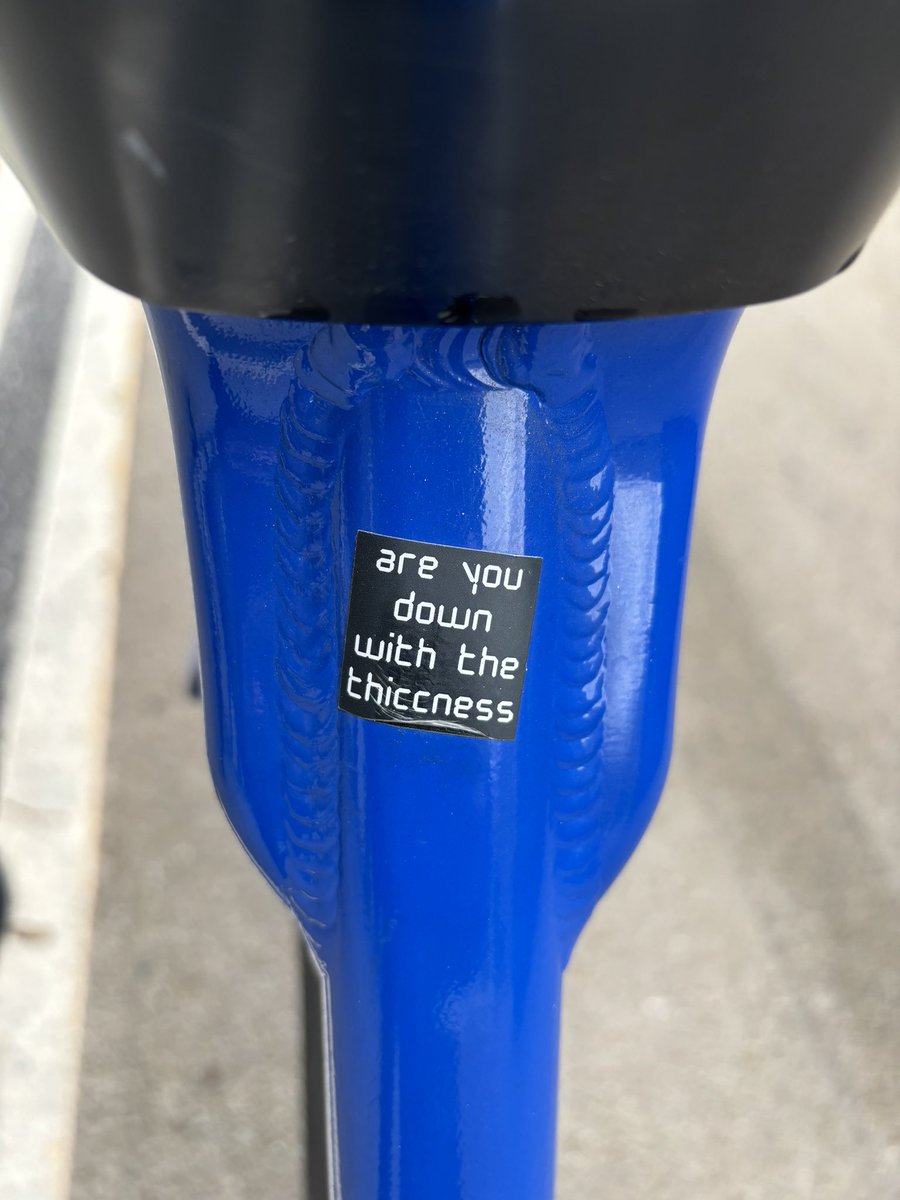 are you
down
with the
thiccness